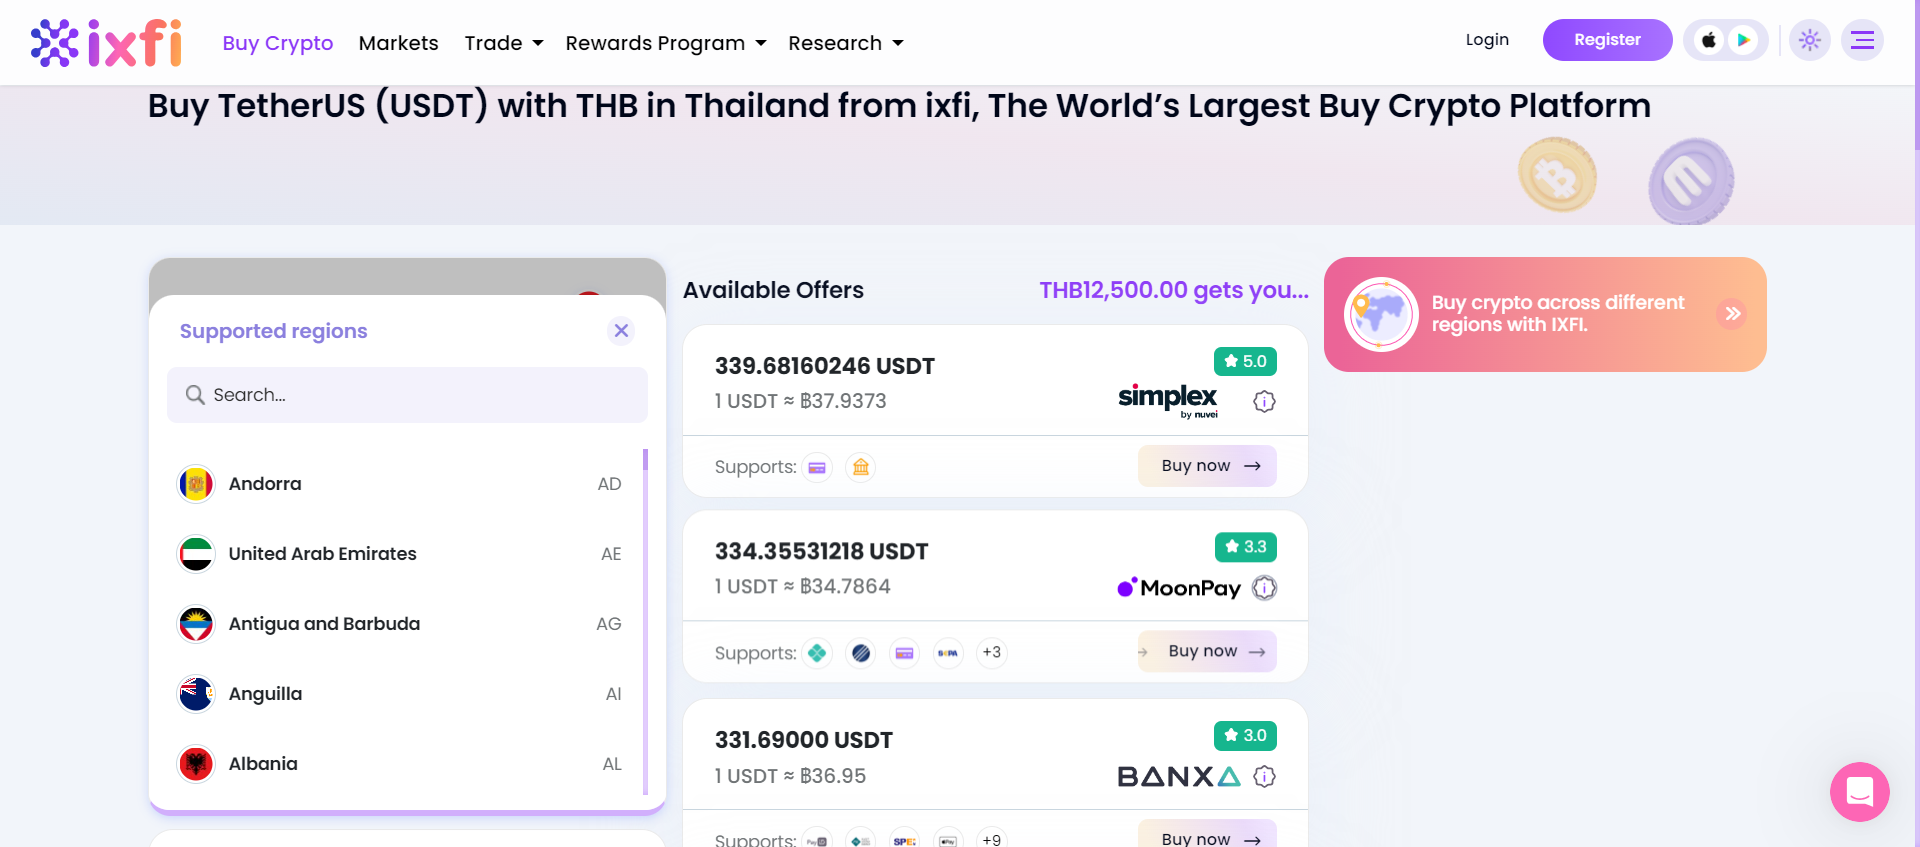 ixfi
Buy Crypto
Markets
Trade
Rewards Program
Research
Login
Register
Buy TetherUS (USDT) with THB in Thailand from ixfi, The World’s Largest Buy Crypto Platform
Supported regions
Search...
Andorra AD
United Arab Emirates AE
Antigua and Barbuda AG
Anguilla AI
Albania AL
Available Offers
THB12,500.00 gets you...
339.68160246 USDT
5.0
1 USDT ≈ ฿37.9373
simplex
by nuvei
Supports:
Buy now
334.35531218 USDT
3.3
1 USDT ≈ ฿34.7864
MoonPay
Supports:
SEPA
+3
Buy now
331.69000 USDT
3.0
1 USDT ≈ ฿36.95
BANXA
Supports:
SPEI
Pay
+9
Buy now
Buy crypto across different
regions with IXFI.